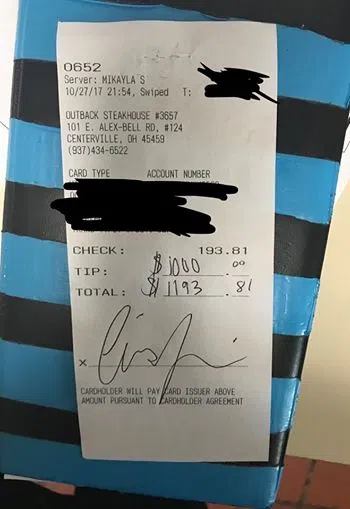 0652
Server: MIKAYLA S
10/27/17 21:54, Swiped T:
OUTBACK STEAKHOUSE #3657
101 E. ALEX-BELL RD, #124
CENTERVILLE, OH 45459
(937)434-6522
CARD TYPE ACCOUNT NUMBER
CHECK: 193.81
TIP: $ 1000 .00
TOTAL: $ 1193 .81
x
CARDHOLDER WILL PAY CARD ISSUER ABOVE
AMOUNT PURSUANT TO CARDHOLDER AGREEMENT